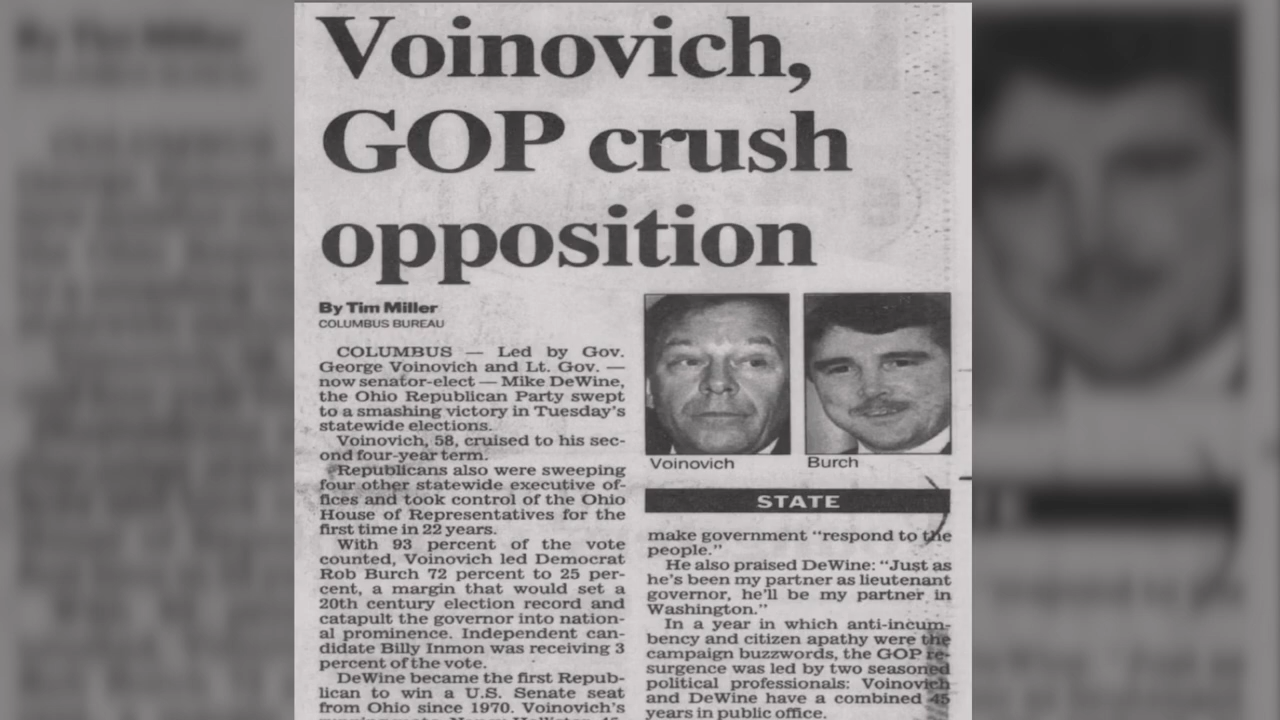 Voinovich,
GOP crush
opposition
By Tim Miller
COLUMBUS BUREAU
COLUMBUS — Led by Gov.
George Voinovich and Lt. Gov. —
now senator-elect — Mike DeWine,
the Ohio Republican Party swept
to a smashing victory in Tuesday's
statewide elections.
Voinovich, 58, cruised to his sec-
ond four-year term.
Republicans also were sweeping
four other statewide executive of-
fices and took control of the Ohio
House of Representatives for the
first time in 22 years.
With 93 percent of the vote
counted, Voinovich led Democrat
Rob Burch 72 percent to 25 per-
cent, a margin that would set a
20th century election record and
catapult the governor into nation-
al prominence. Independent can-
didate Billy Inmon was receiving 3
percent of the vote.
DeWine became the first Repub-
lican to win a U.S. Senate seat
from Ohio since 1970. Voinovich's
Voinovich
Burch
STATE
make government "respond to the
people."
He also praised DeWine: "Just as
he's been my partner as lieutenant
governor, he'll be my partner in
Washington."
In a year in which anti-incum-
bency and citizen apathy were the
campaign buzzwords, the GOP re-
surgence was led by two seasoned
political professionals: Voinovich
and DeWine have a combined 45
years in public office.